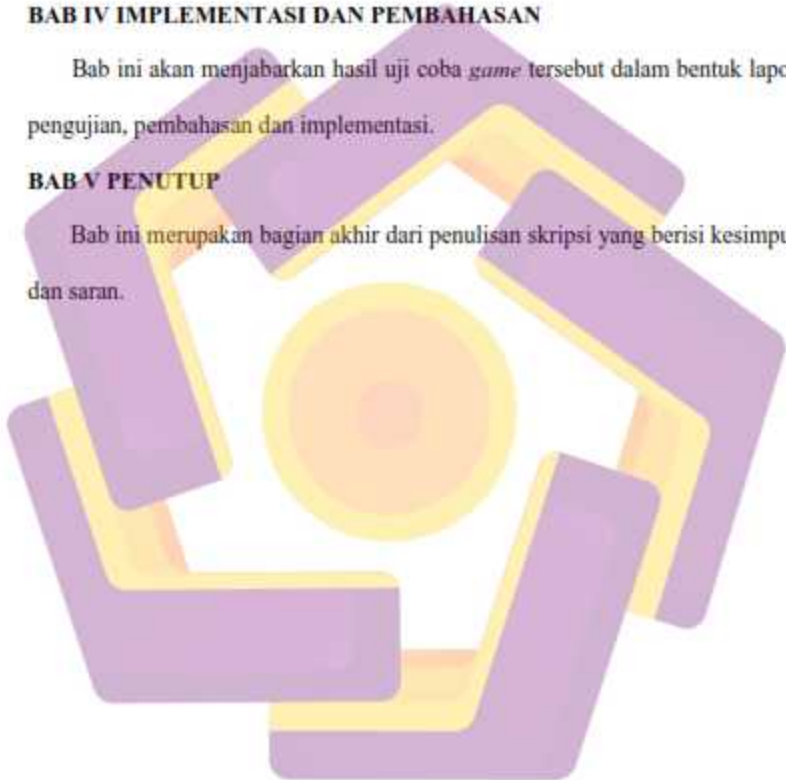 BAB IV IMPLEMENTASI DAN PEMBAHASAN
Bab ini akan menjabarkan hasil uji coba game tersebut dalam bentuk lapo
pengujian, pembahasan dan implementasi.
BAB V PENUTUP
Bab ini merupakan bagian akhir dari penulisan skripsi yang berisi kesimpu
dan saran.